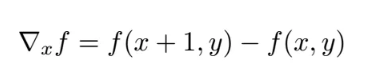 ∇ₓf = f(x + 1, y) − f(x, y)